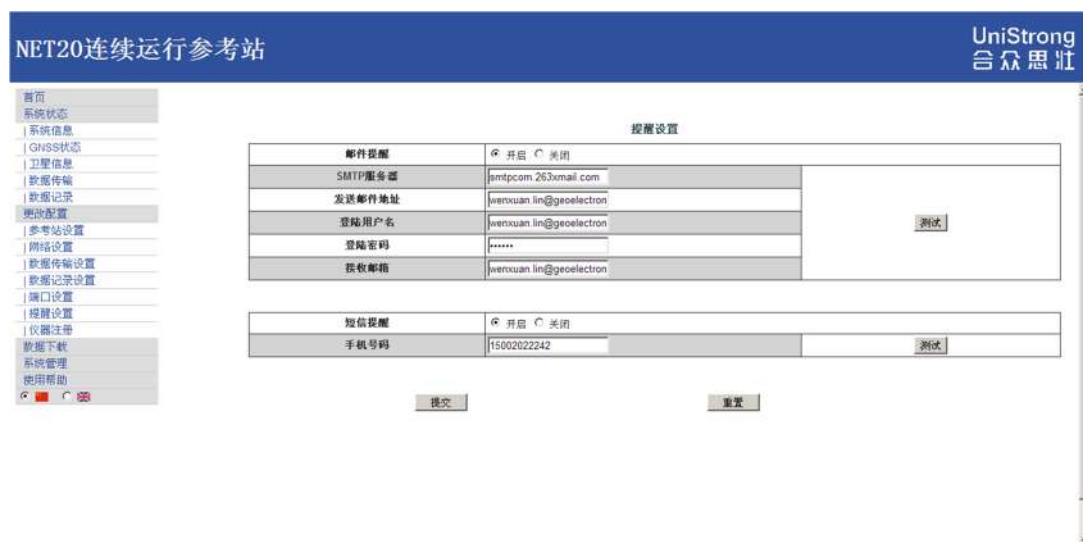 NET20连续运行参考站
UniStrong
合众思壮
首页
系统状态
|系统信息
|GNSS状态
|卫星信息
|数据传输
|数据记录
更改配置
|参考站设置
|网络设置
|数据传输设置
|数据记录设置
|端口设置
|提醒设置
|仪器注册
数据下载
系统管理
使用帮助
提醒设置
邮件提醒 开启 关闭
SMTP服务器 smtpcom.263xmail.com
发送邮件地址 wenxuan.lin@geoelectron
登陆用户名 wenxuan.lin@geoelectron
测试
登陆密码 ••••••
接收邮箱 wenxuan.lin@geoelectron
短信提醒 开启 关闭
手机号码 15002022242 测试
提交 重置